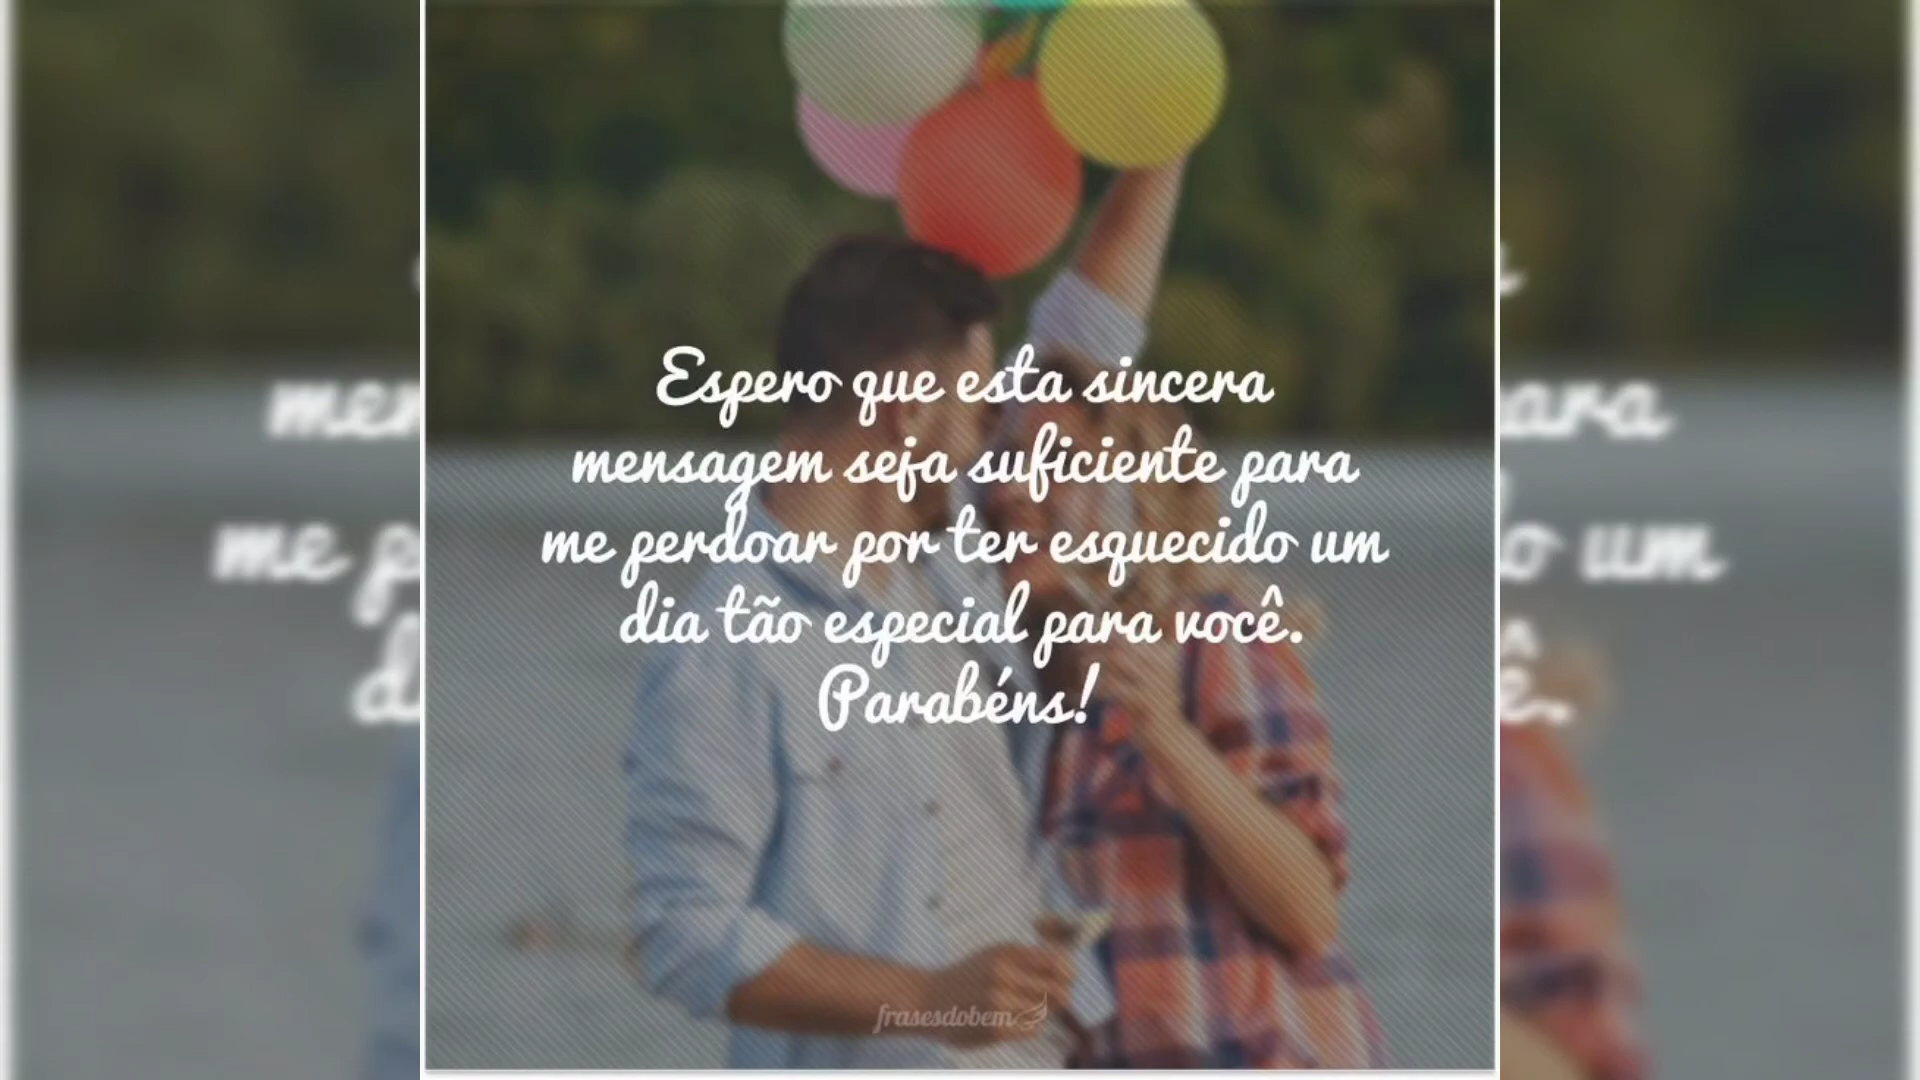 Espero que esta sincera
mensagem seja suficiente para
me perdoar por ter esquecido um
dia tão especial para você.
Parabéns!
frasesdobem